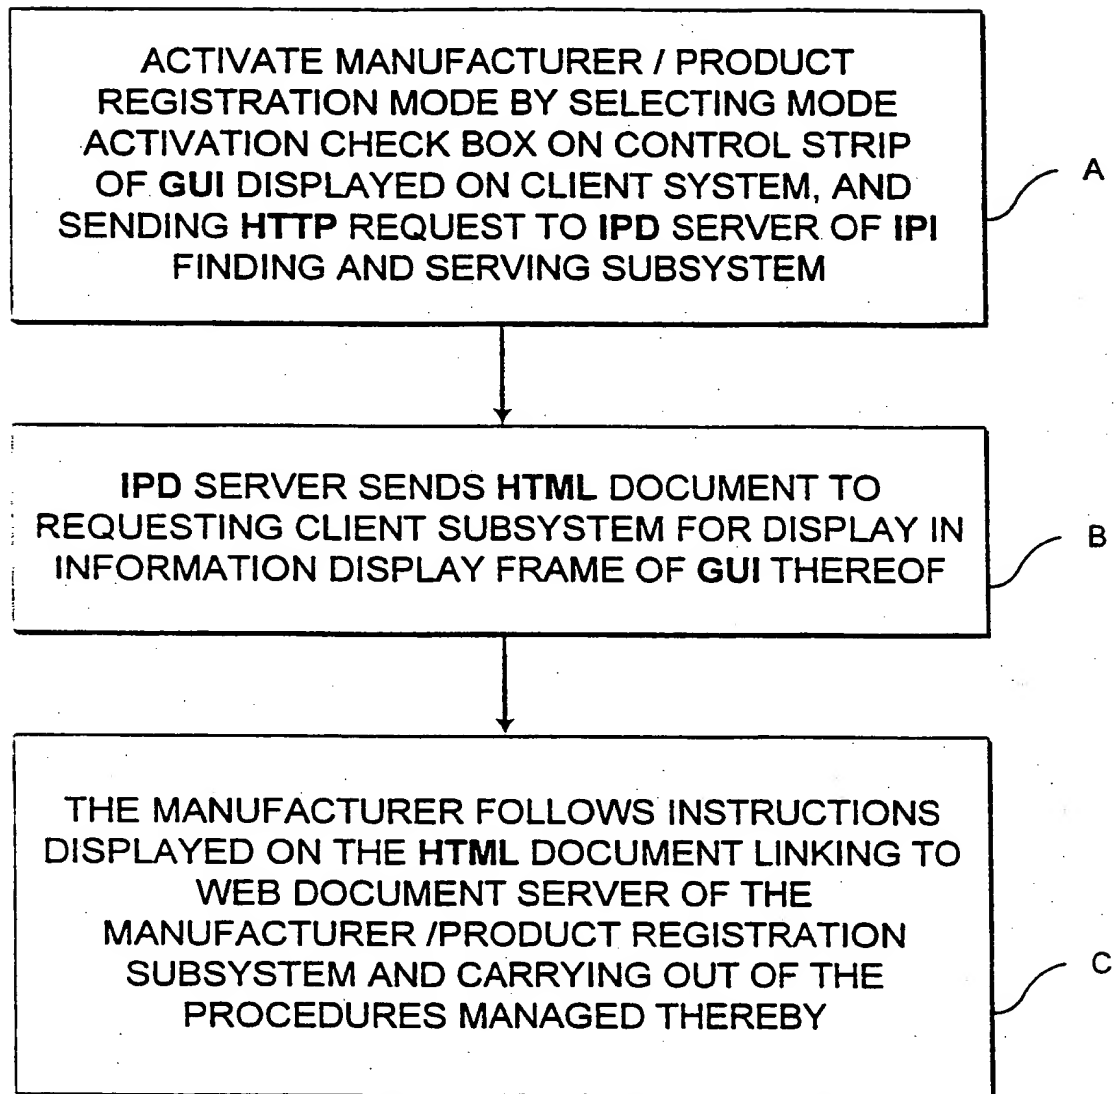 ACTIVATE MANUFACTURER / PRODUCT
REGISTRATION MODE BY SELECTING MODE
ACTIVATION CHECK BOX ON CONTROL STRIP
OF GUI DISPLAYED ON CLIENT SYSTEM, AND
SENDING HTTP REQUEST TO IPD SERVER OF IPI
FINDING AND SERVING SUBSYSTEM
A
IPD SERVER SENDS HTML DOCUMENT TO
REQUESTING CLIENT SUBSYSTEM FOR DISPLAY IN
INFORMATION DISPLAY FRAME OF GUI THEREOF
B
THE MANUFACTURER FOLLOWS INSTRUCTIONS
DISPLAYED ON THE HTML DOCUMENT LINKING TO
WEB DOCUMENT SERVER OF THE
MANUFACTURER /PRODUCT REGISTRATION
SUBSYSTEM AND CARRYING OUT OF THE
PROCEDURES MANAGED THEREBY
C